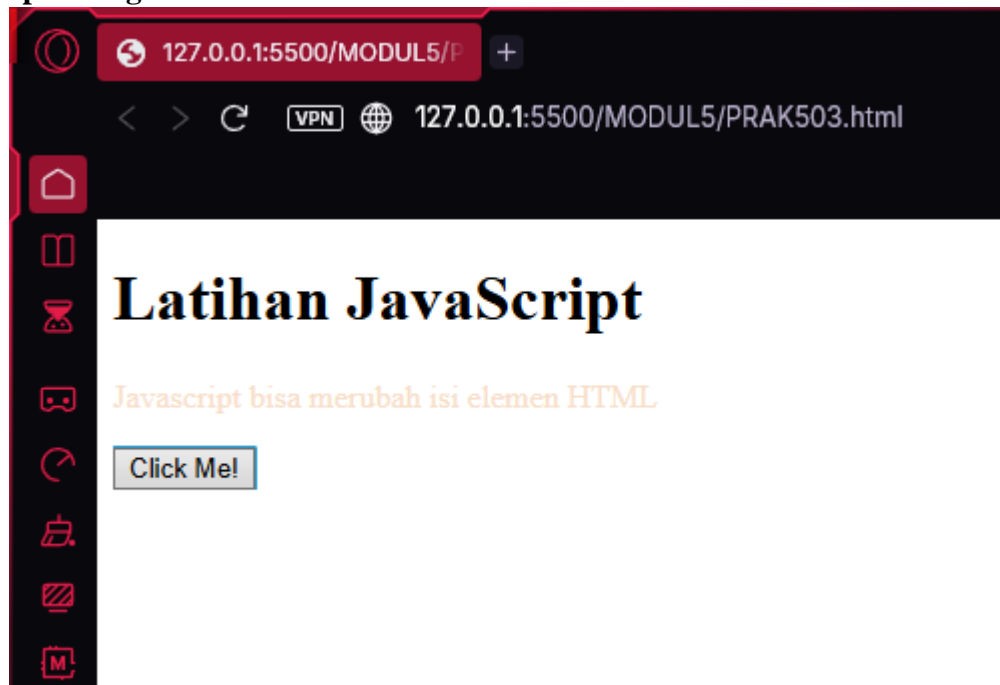 127.0.0.1:5500/MODUL5/P
VPN 127.0.0.1:5500/MODUL5/PRAK503.html
Latihan JavaScript
Javascript bisa merubah isi elemen HTML
Click Me!
M